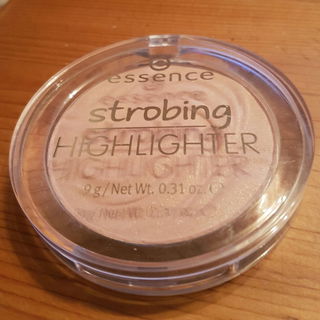 essence
strobing
HIGHLIGHTER
9 g / Net Wt. 0.31 oz. ℮